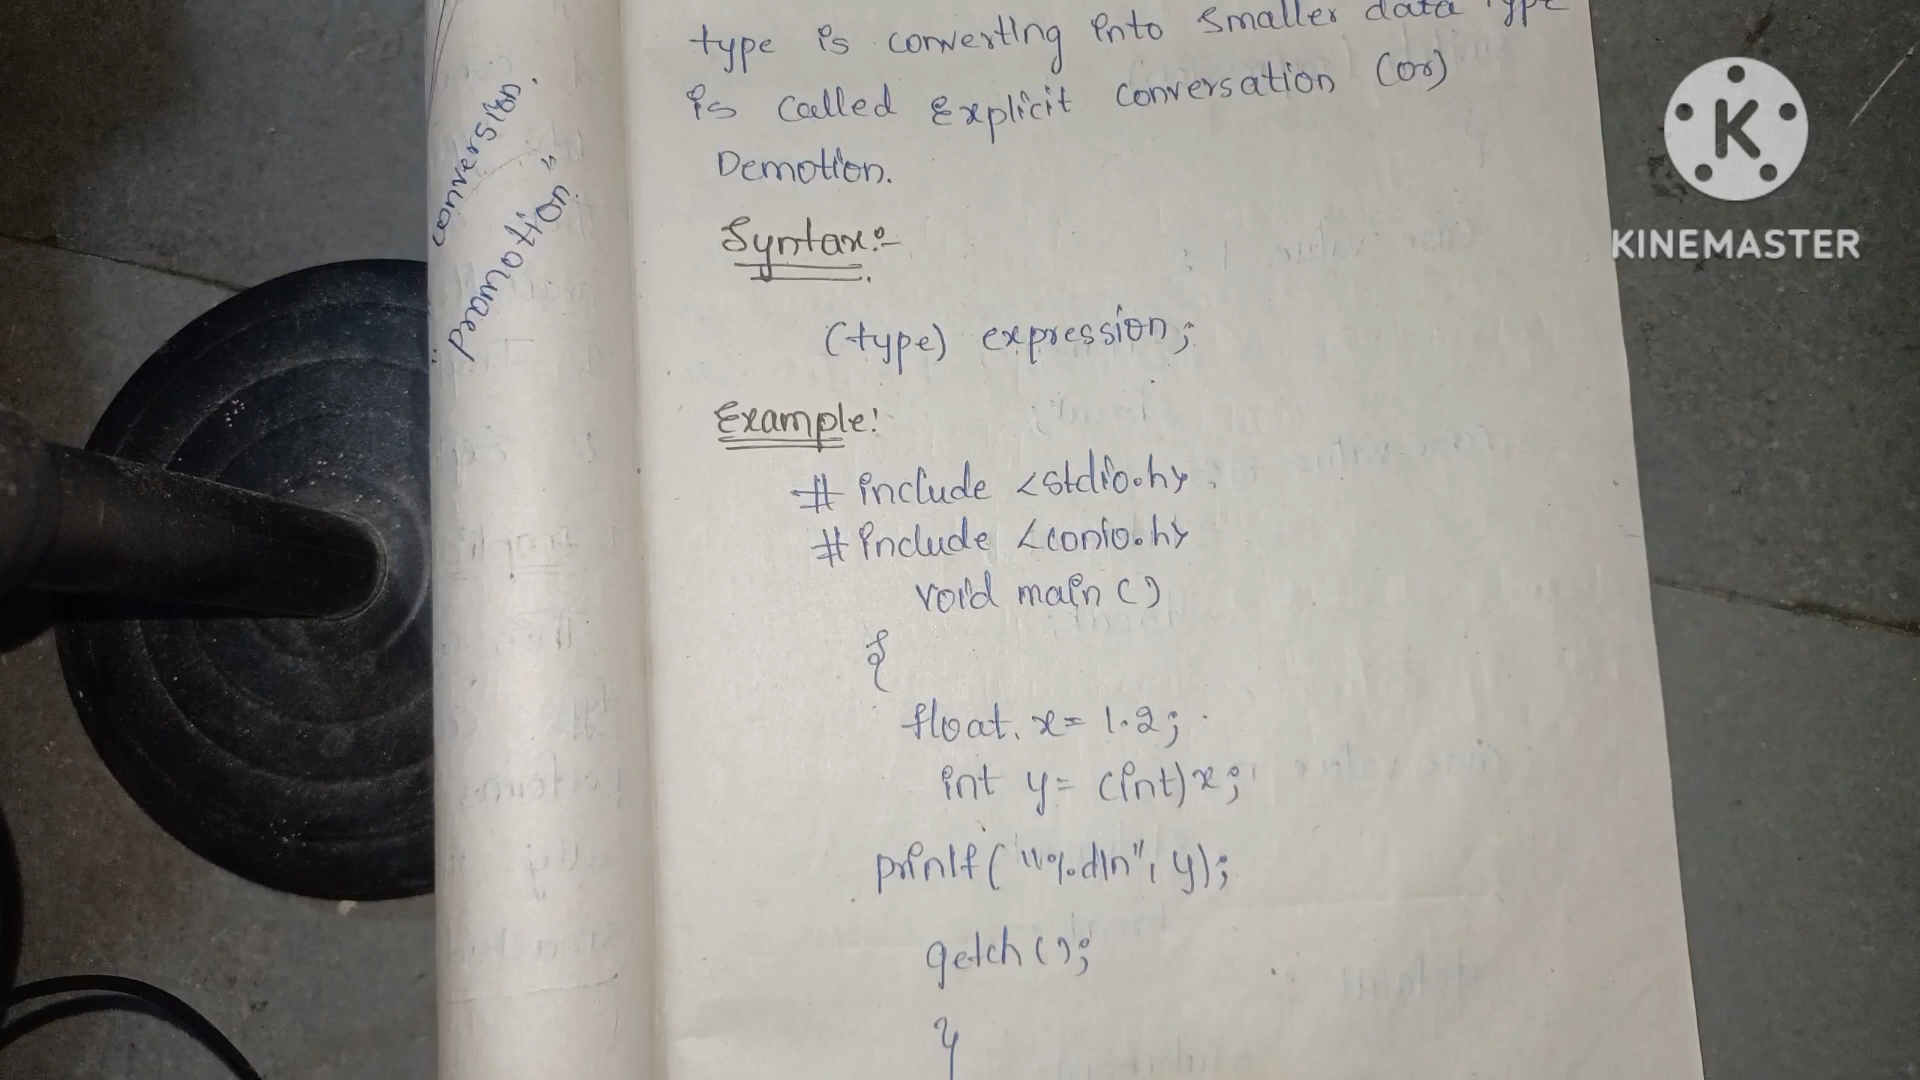 type is converting into smaller data type
is called Explicit conversation (or)
Demotion.
Syntax:-
(type) expression;
Example:
# include <stdio.h>
# include <conio.h>
void main ()
{
float x = 1.2;
int y = (int) x;
printf ("%d\n", y);
getch ();
}
conversion.
"promotion"
K
KINEMASTER